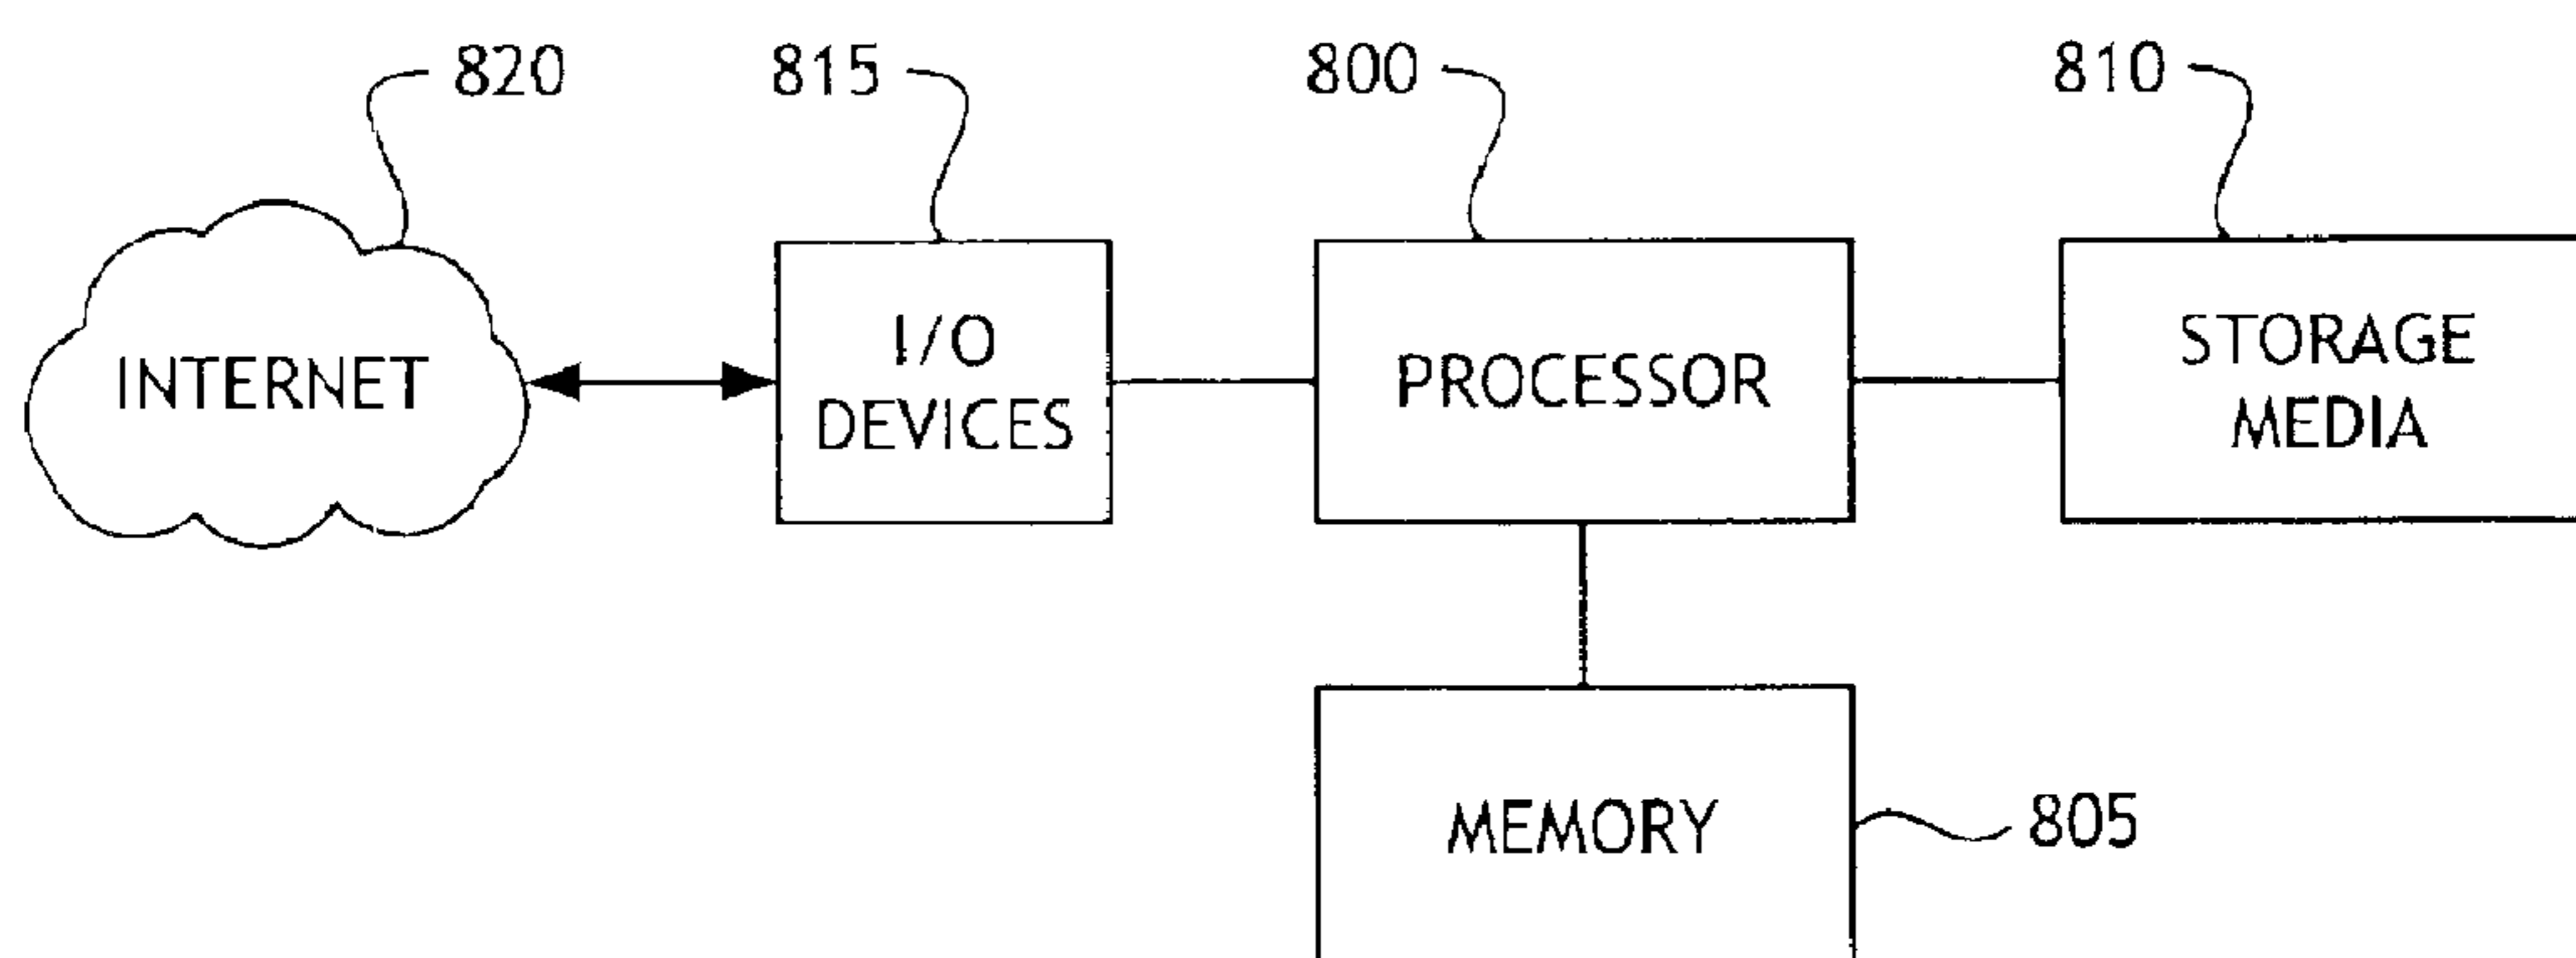 820
815
800
810
INTERNET
I/O
DEVICES
PROCESSOR
STORAGE
MEDIA
MEMORY
805